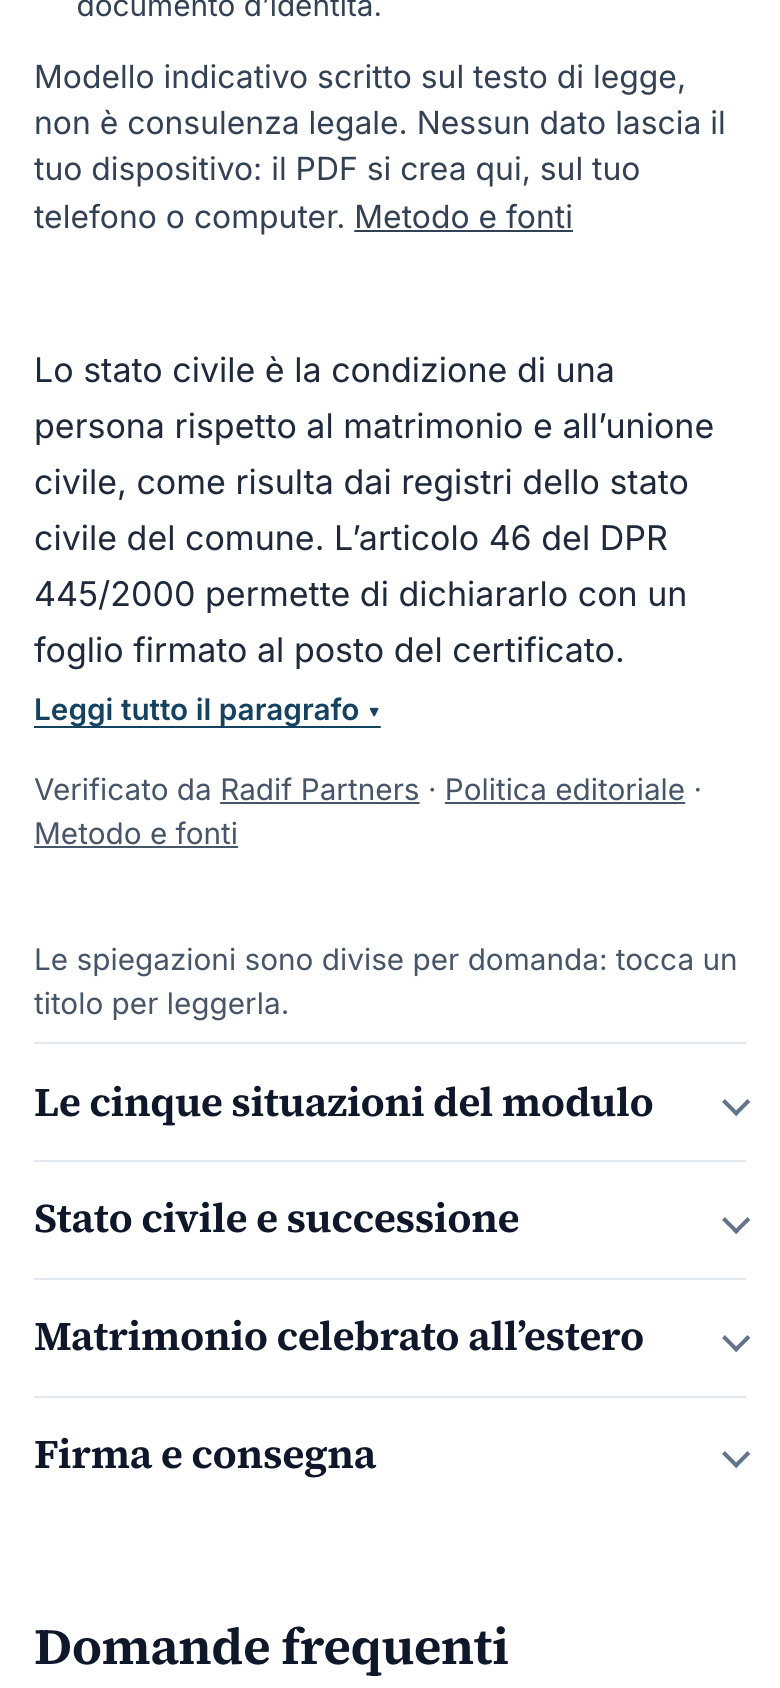 documento d’identità.
Modello indicativo scritto sul testo di legge,
non è consulenza legale. Nessun dato lascia il
tuo dispositivo: il PDF si crea qui, sul tuo
telefono o computer. Metodo e fonti
Lo stato civile è la condizione di una
persona rispetto al matrimonio e all’unione
civile, come risulta dai registri dello stato
civile del comune. L’articolo 46 del DPR
445/2000 permette di dichiararlo con un
foglio firmato al posto del certificato.
Leggi tutto il paragrafo ▾
Verificato da Radif Partners · Politica editoriale ·
Metodo e fonti
Le spiegazioni sono divise per domanda: tocca un
titolo per leggerla.
Le cinque situazioni del modulo
Stato civile e successione
Matrimonio celebrato all’estero
Firma e consegna
Domande frequenti